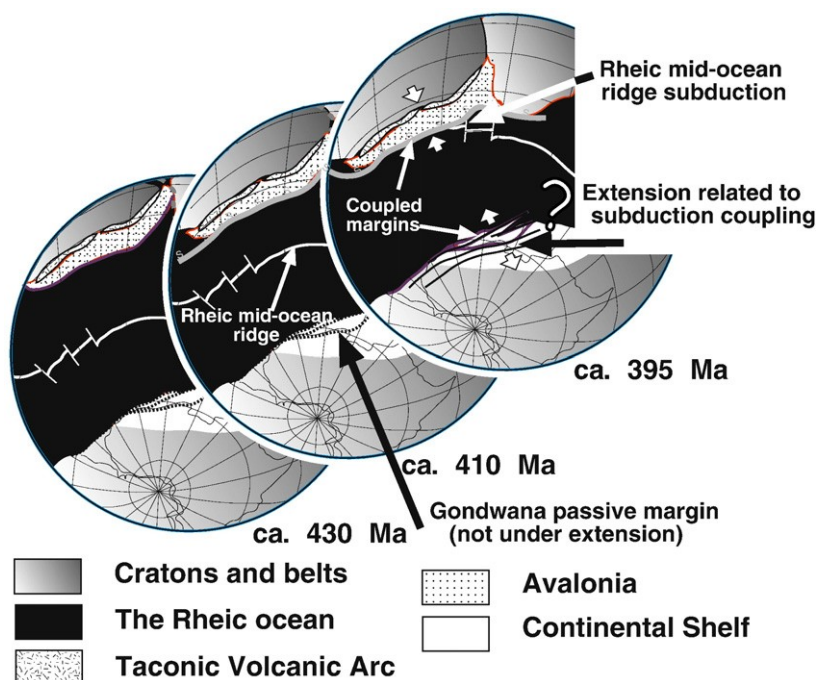 Rheic mid-ocean
ridge subduction
Coupled
margins
?
Extension related to
subduction coupling
Rheic mid-ocean
ridge
ca. 395 Ma
ca. 410 Ma
Gondwana passive margin
(not under extension)
ca. 430 Ma
Cratons and belts
The Rheic ocean
Taconic Volcanic Arc
Avalonia
Continental Shelf